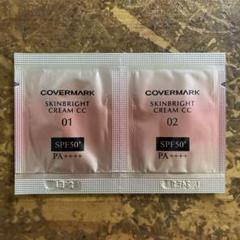 COVERMARK
SKINBRIGHT
CREAM CC
01
SPF50+
PA++++
COVERMARK
SKINBRIGHT
CREAM CC
02
SPF50+
PA++++